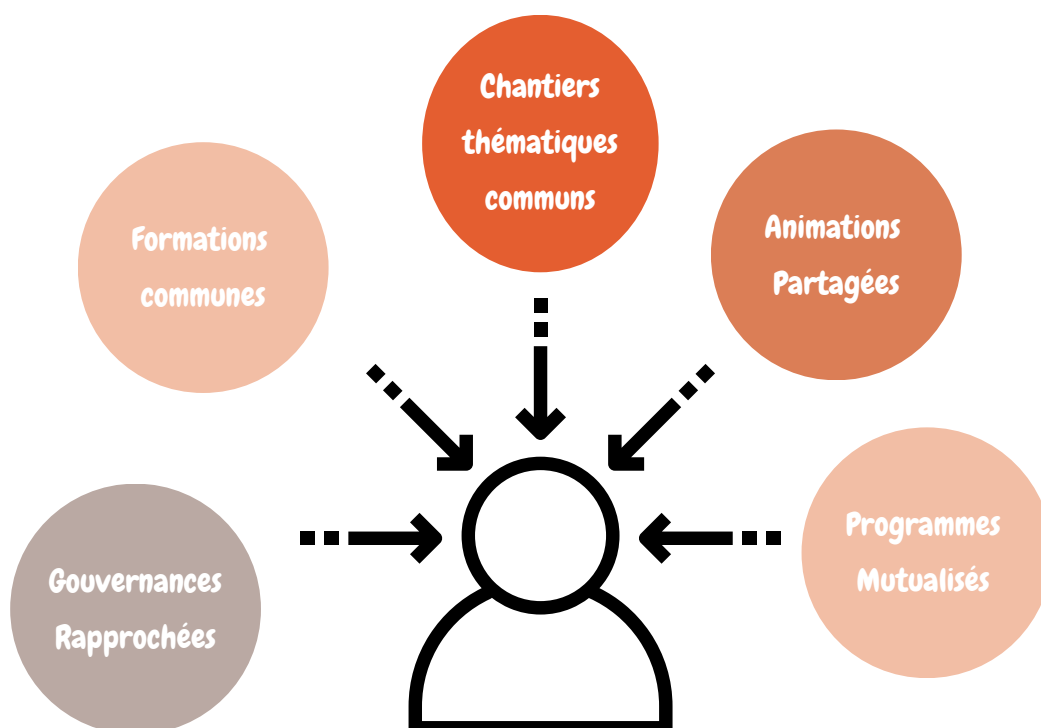 Chantiers
thématiques
communs
Formations
communes
Animations
Partagées
Gouvernances
Rapprochées
Programmes
Mutualisés